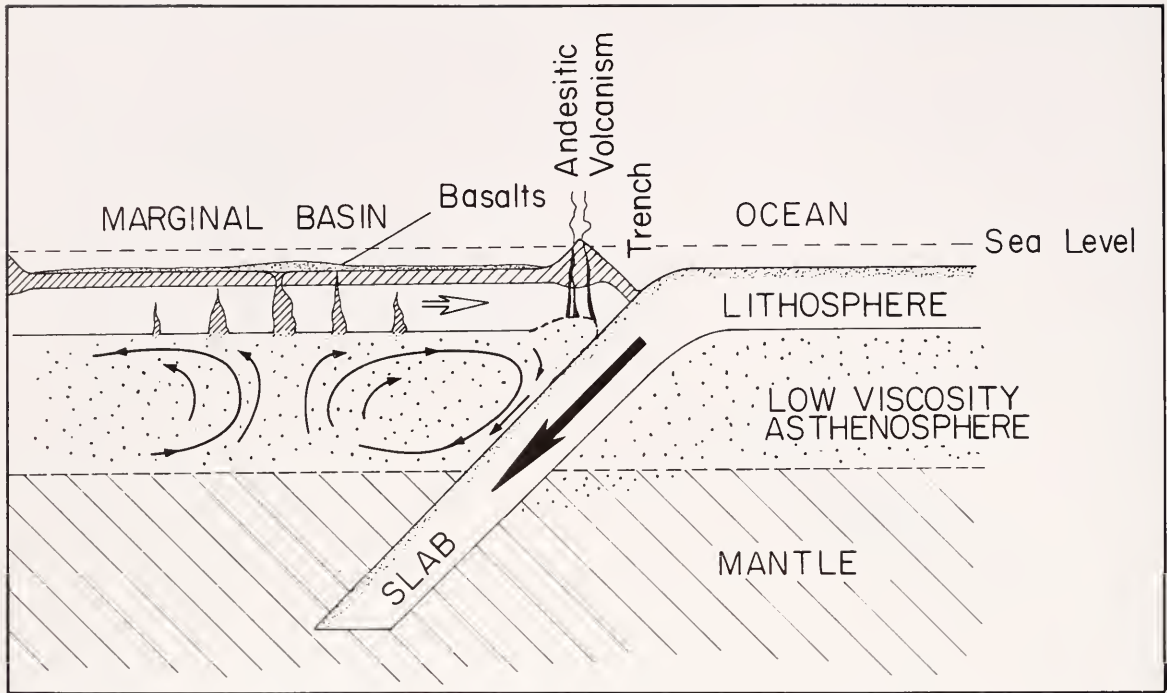 Andesitic
Volcanism
Trench
Basalts
MARGINAL BASIN
OCEAN
Sea Level
LITHOSPHERE
LOW VISCOSITY
ASTHENOSPHERE
SLAB
MANTLE